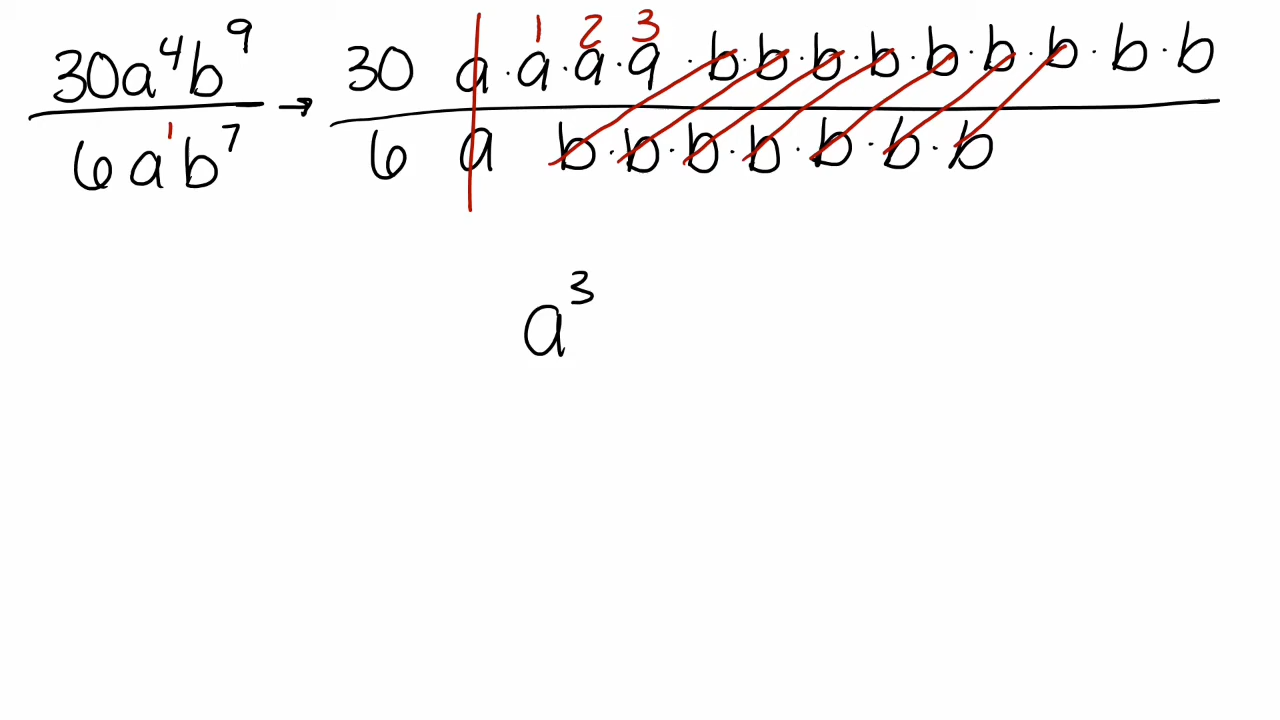 30a⁴b⁹ → 30 a · a · a · a · b · b · b · b · b · b · b · b · b
6a¹b⁷ 6 a b · b · b · b · b · b · b
1 2 3
a³